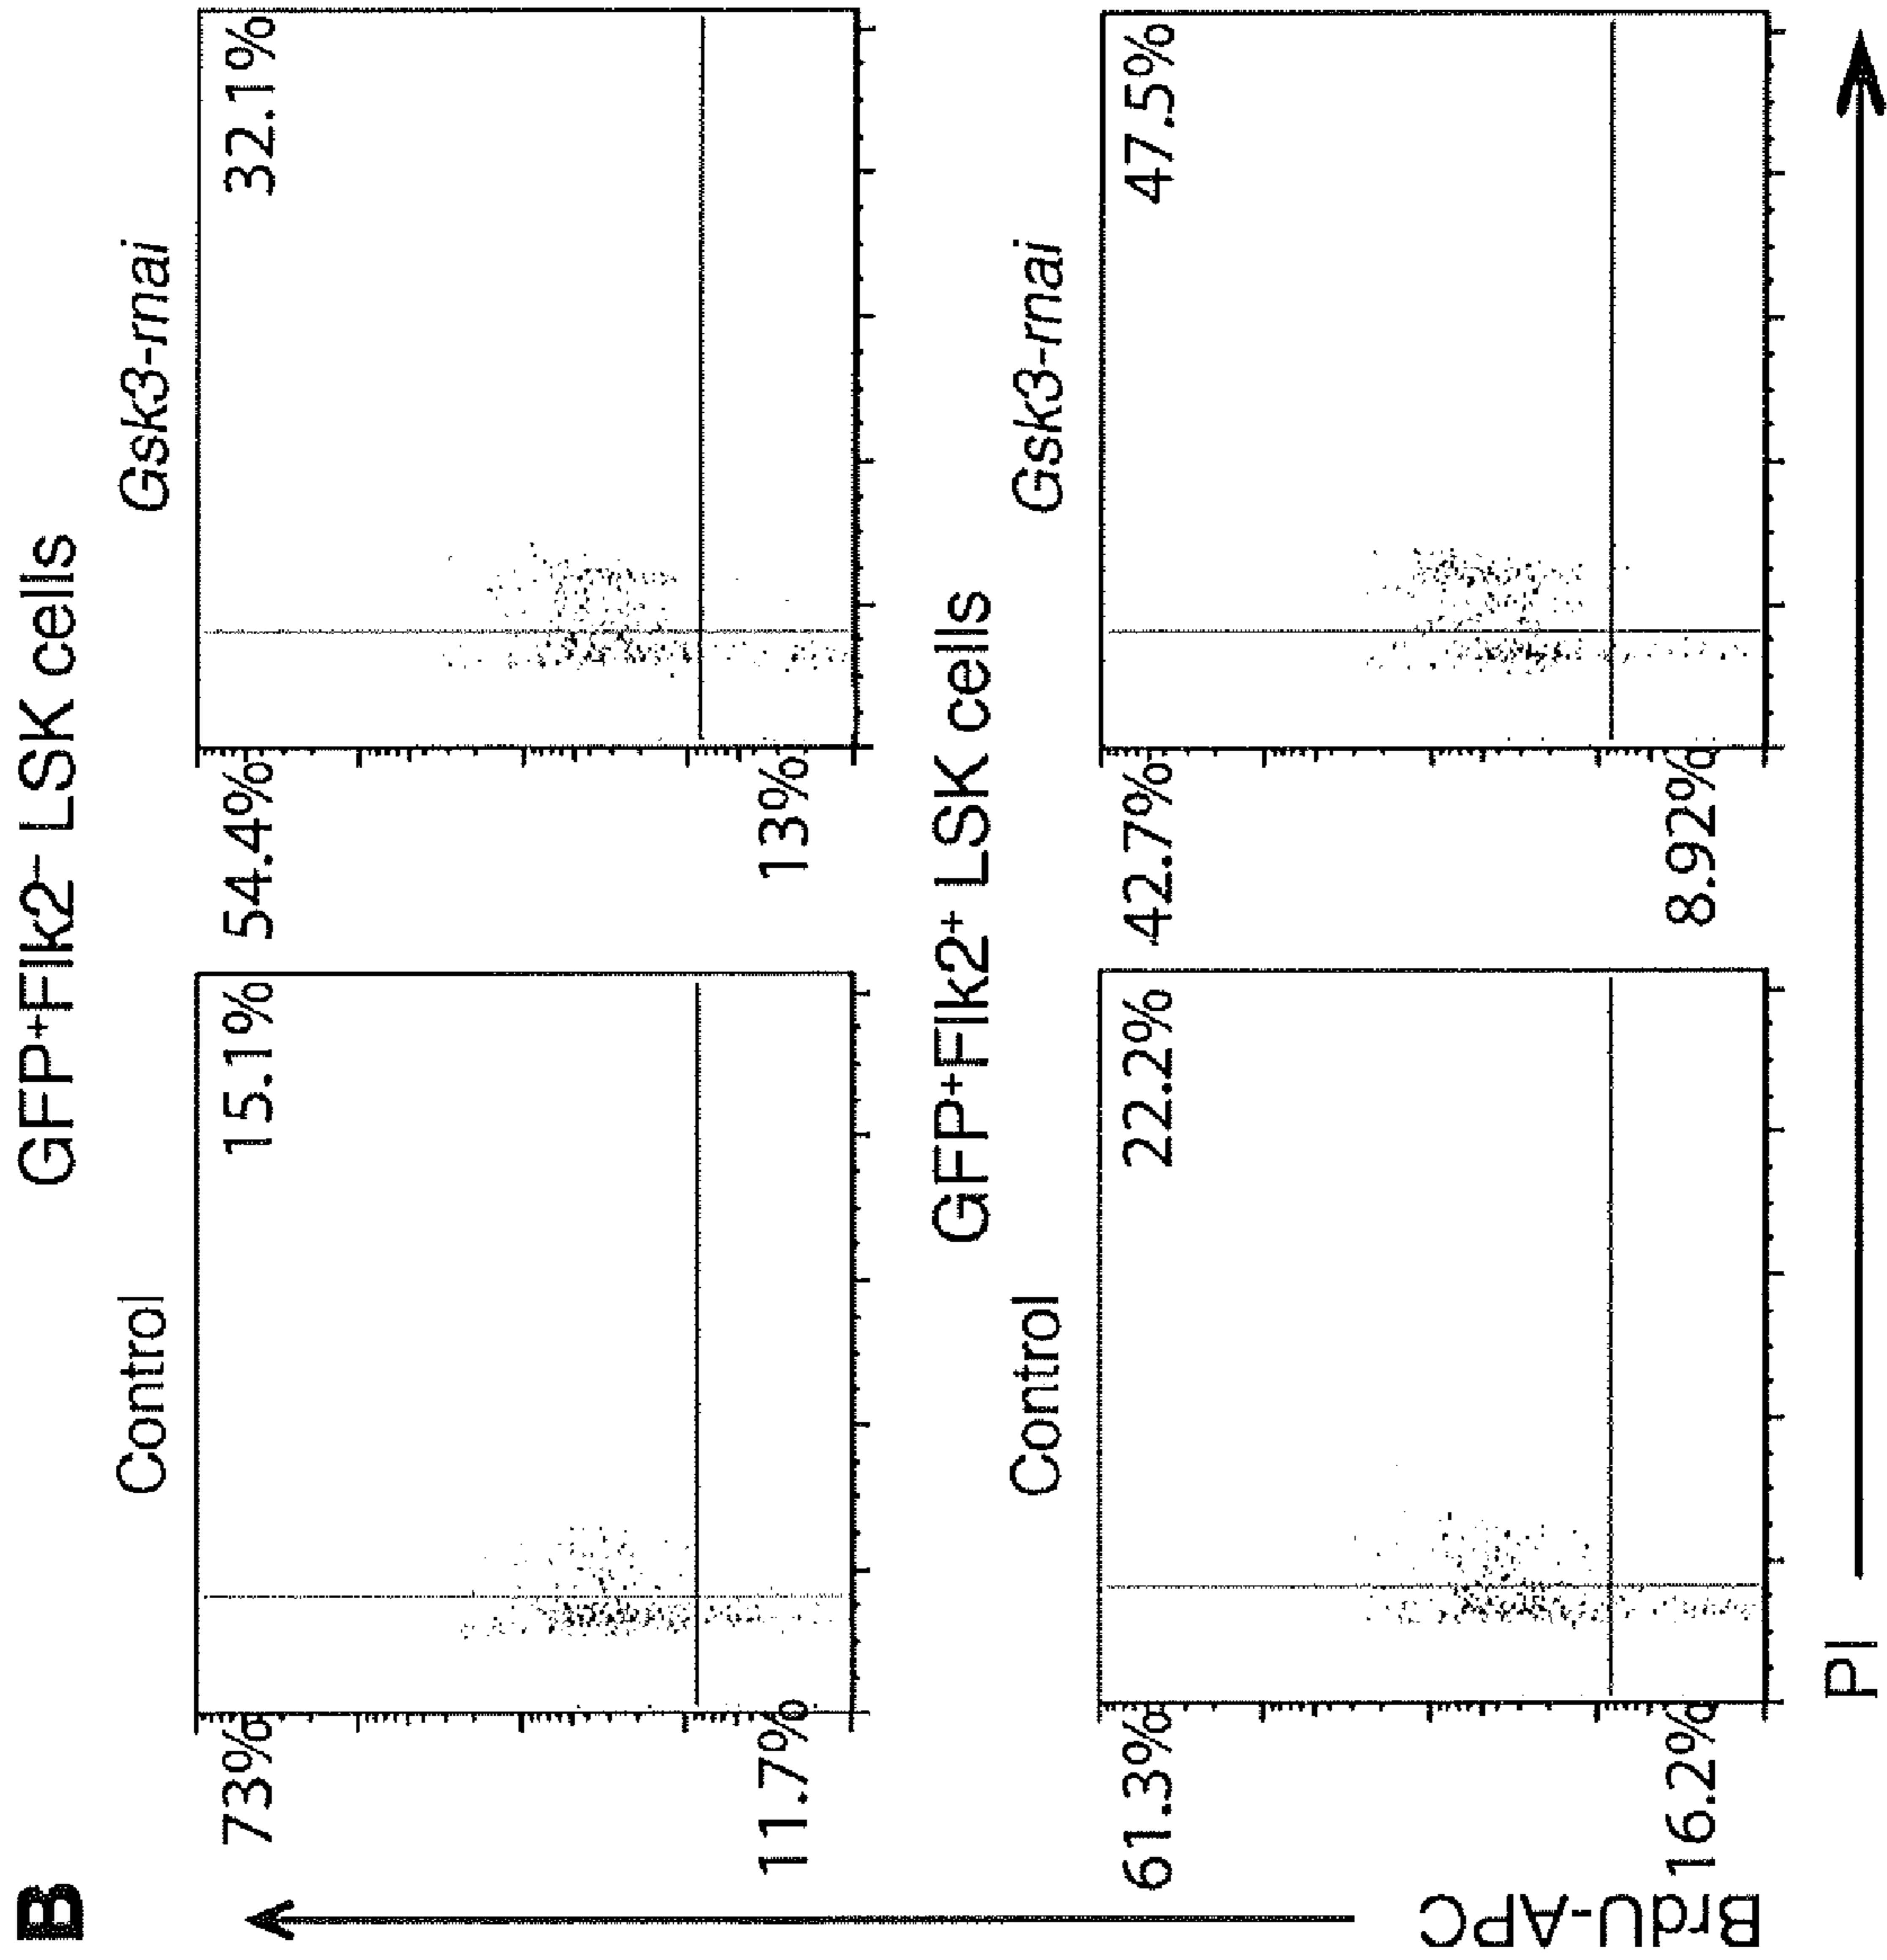 B
GFP+Flk2− LSK cells
Control
Gsk3-rnai
73%
15.1%
54.4%
32.1%
11.7%
13%
GFP+Flk2+ LSK cells
Control
Gsk3-rnai
61.3%
22.2%
42.7%
47.5%
16.2%
8.92%
BrdU-APC
PI